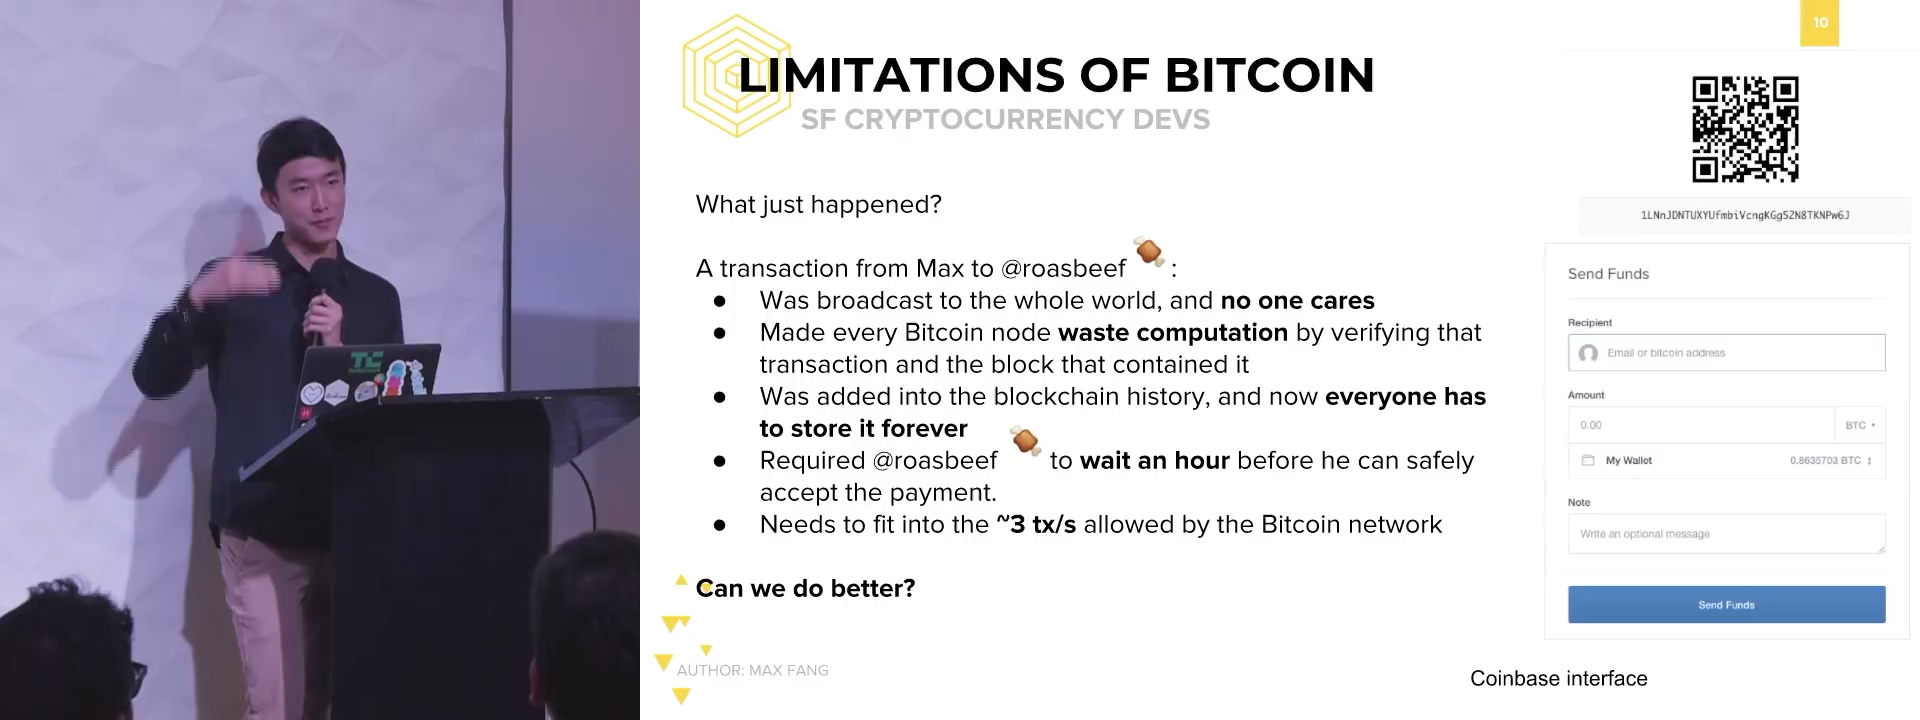 10
LIMITATIONS OF BITCOIN
SF CRYPTOCURRENCY DEVS
What just happened?
A transaction from Max to @roasbeef 🍖 :
● Was broadcast to the whole world, and no one cares
● Made every Bitcoin node waste computation by verifying that
transaction and the block that contained it
● Was added into the blockchain history, and now everyone has
to store it forever
● Required @roasbeef 🍖 to wait an hour before he can safely
accept the payment.
● Needs to fit into the ~3 tx/s allowed by the Bitcoin network
Can we do better?
AUTHOR: MAX FANG
1LNnJDNTUXYUfmbiVcngKGg52N8TKNPw6J
Send Funds
Recipient
Email or bitcoin address
Amount
0.00 BTC
My Wallet 0.8635703 BTC
Note
Write an optional message
Send Funds
Coinbase interface
TC